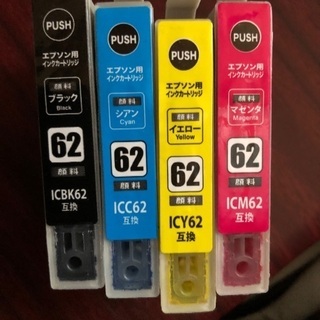 PUSH
エプソン用
インクカートリッジ
顔料
ブラック
Black
62
顔料
ICBK62
互換
PUSH
エプソン用
インクカートリッジ
顔料
シアン
Cyan
62
顔料
ICC62
互換
PUSH
エプソン用
インクカートリッジ
顔料
イエロー
Yellow
62
顔料
ICY62
互換
PUSH
エプソン用
インクカートリッジ
顔料
マゼンタ
Magenta
62
顔料
ICM62
互換